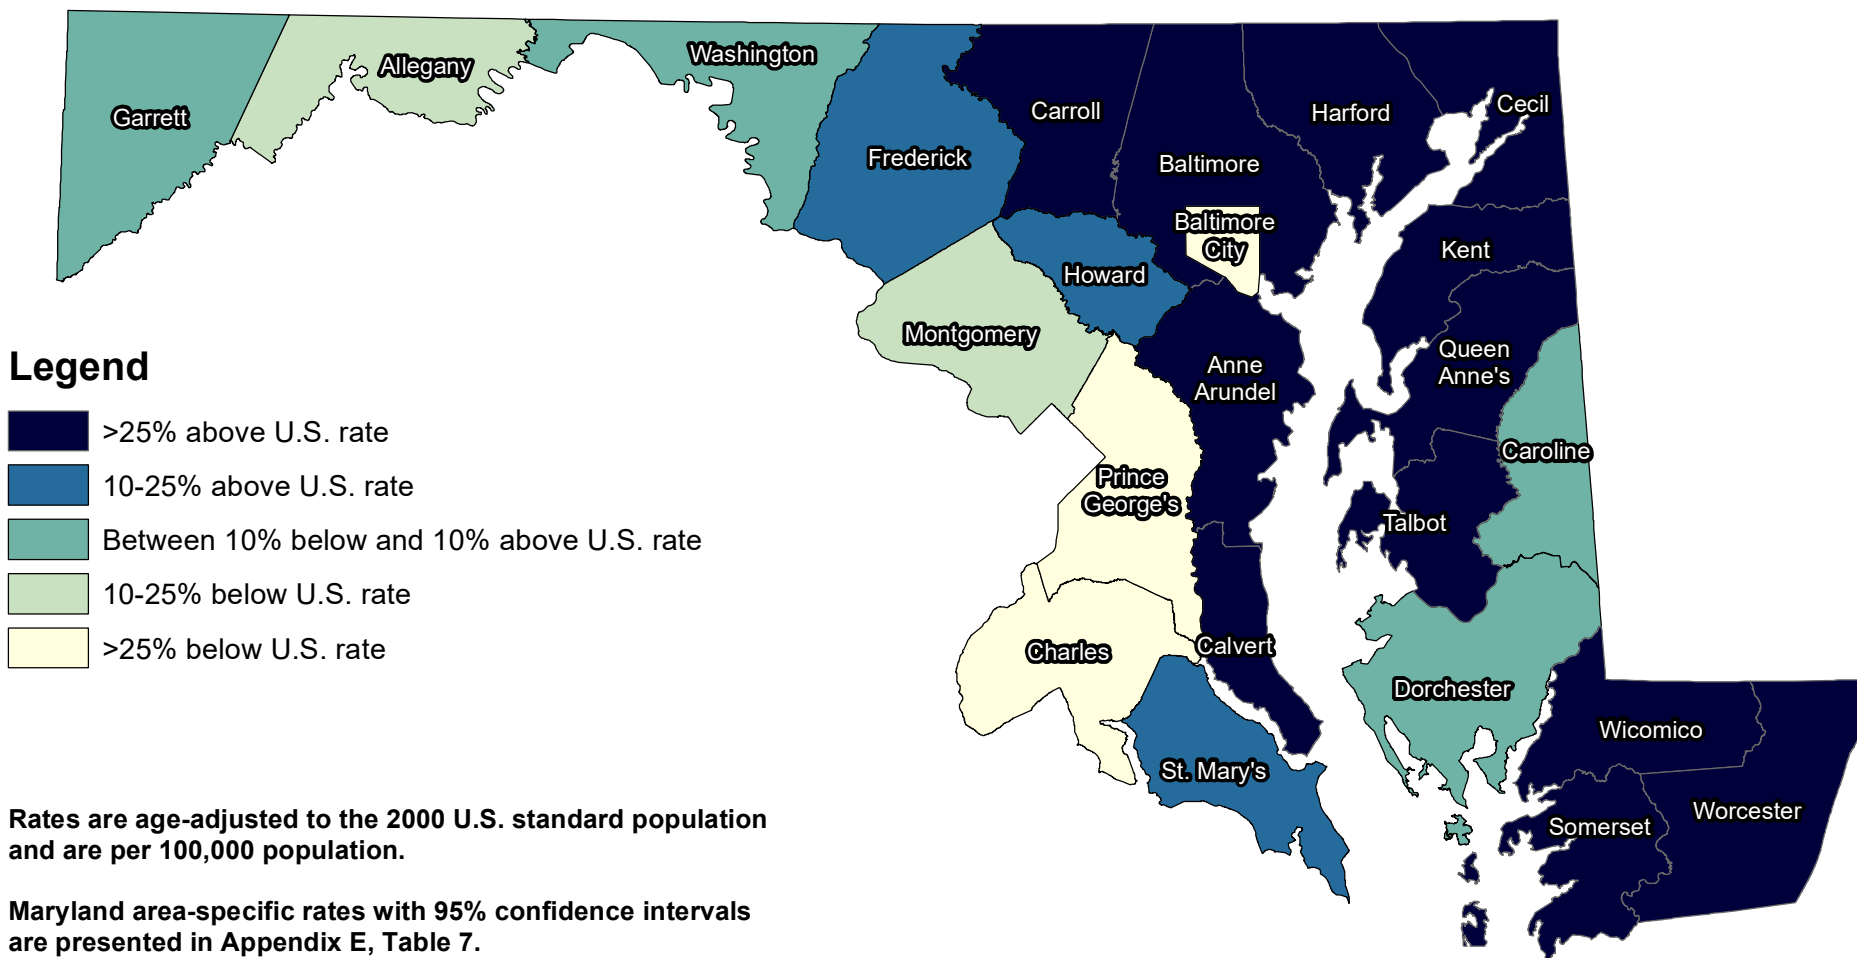 Garrett
Allegany
Washington
Frederick
Carroll
Baltimore
Harford
Cecil
Baltimore
City
Kent
Howard
Montgomery
Anne
Arundel
Queen
Anne's
Caroline
Prince
George's
Talbot
Charles
Calvert
Dorchester
St. Mary's
Wicomico
Somerset
Worcester
Legend
>25% above U.S. rate
10-25% above U.S. rate
Between 10% below and 10% above U.S. rate
10-25% below U.S. rate
>25% below U.S. rate
Rates are age-adjusted to the 2000 U.S. standard population
and are per 100,000 population.
Maryland area-specific rates with 95% confidence intervals
are presented in Appendix E, Table 7.